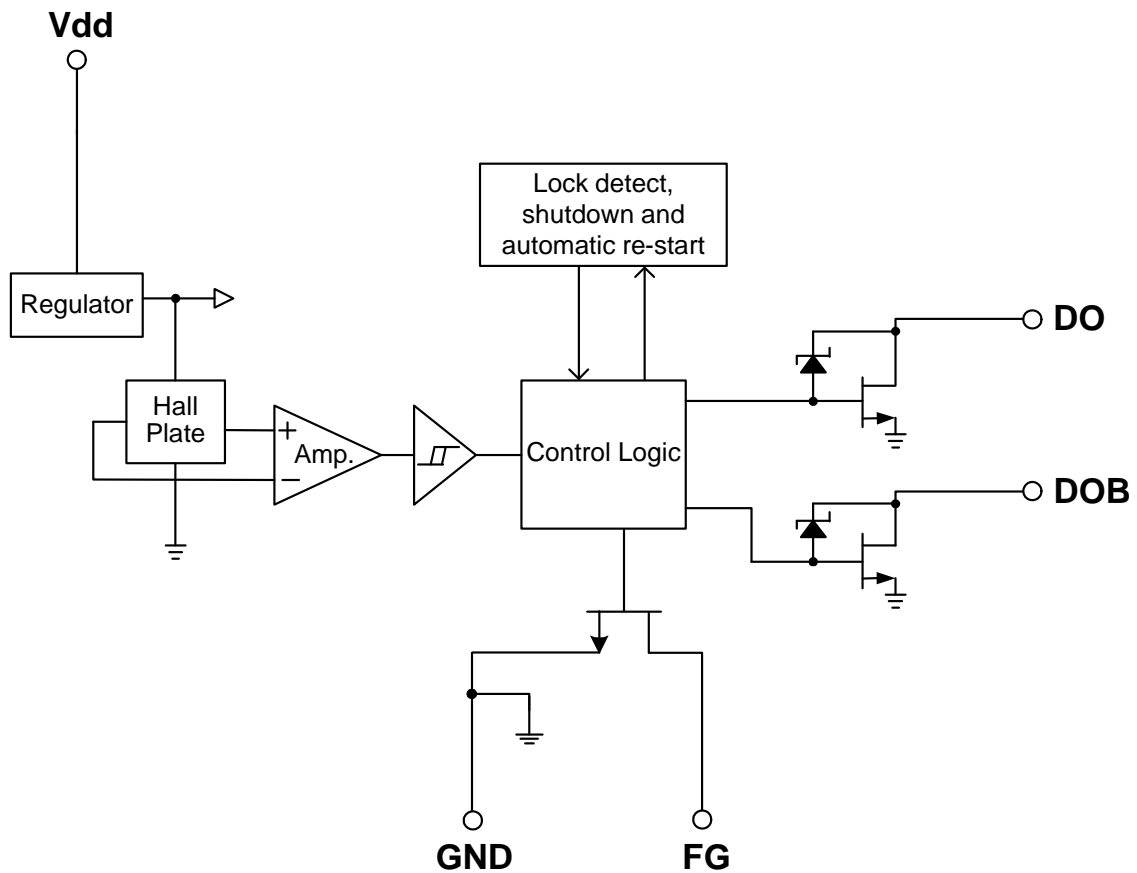 Vdd
Lock detect,
shutdown and
automatic re-start
Regulator
DO
Hall
Plate
+
Amp.
−
Control Logic
DOB
GND
FG